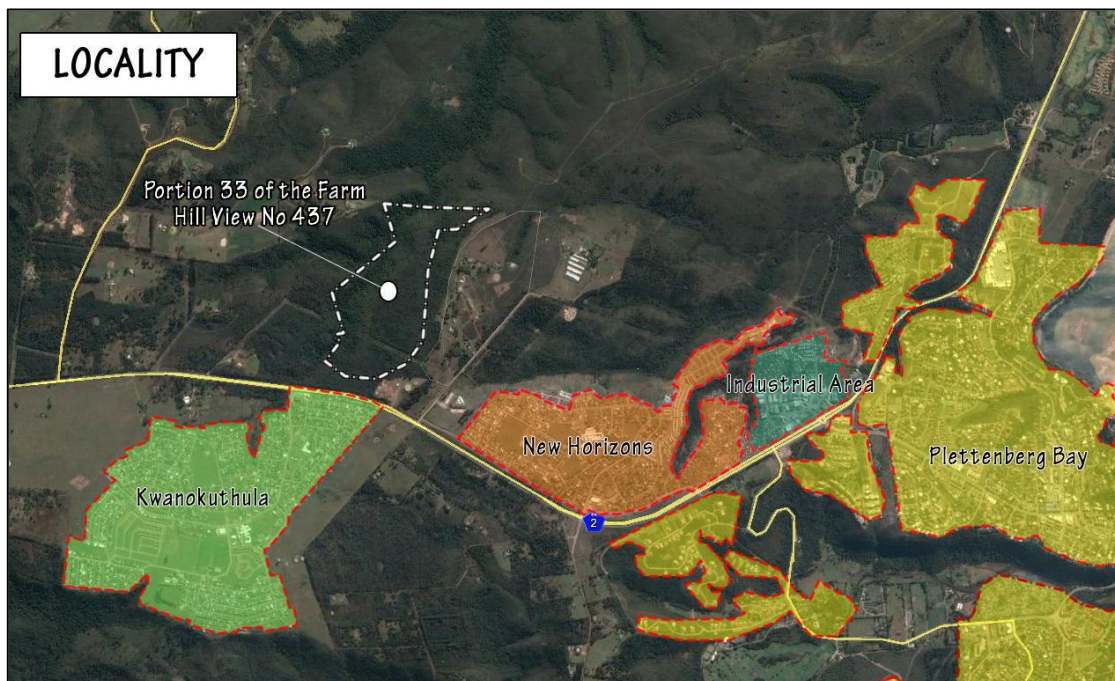 LOCALITY
Portion 33 of the Farm
Hill View No 437
Industrial Area
New Horizons
Plettenberg Bay
Kwanokuthula
2